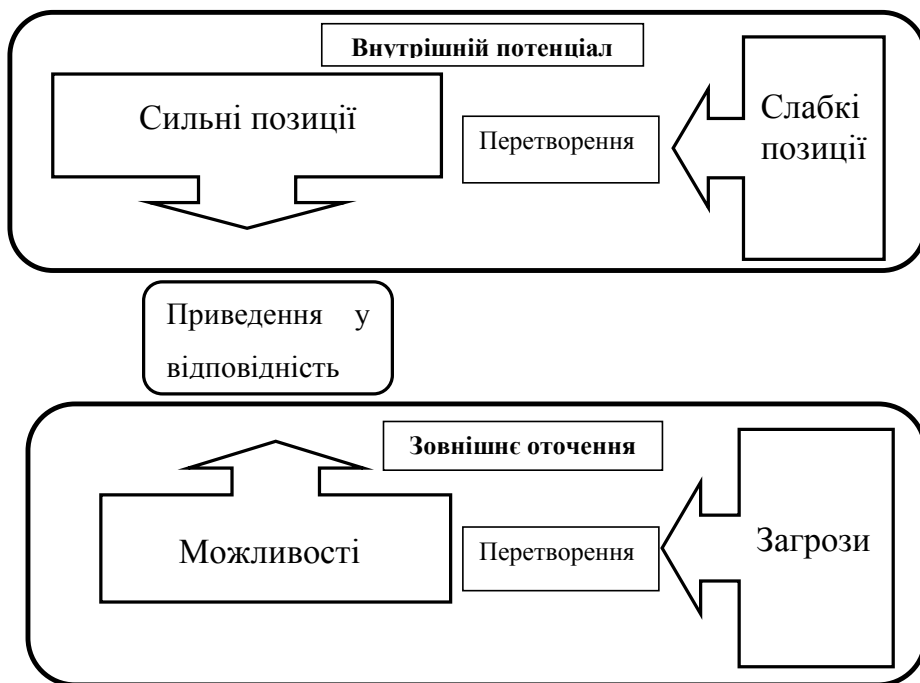 Внутрішній потенціал
Сильні позиції
Перетворення
Слабкі
позиції
Приведення у
відповідність
Зовнішнє оточення
Можливості
Перетворення
Загрози